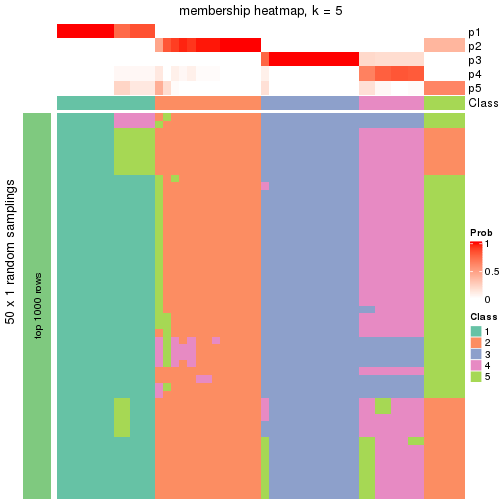 membership heatmap, k = 5
p1
p2
p3
p4
p5
Class
50 x 1 random samplings
top 1000 rows
Prob
1
0.5
0
Class
1
2
3
4
5